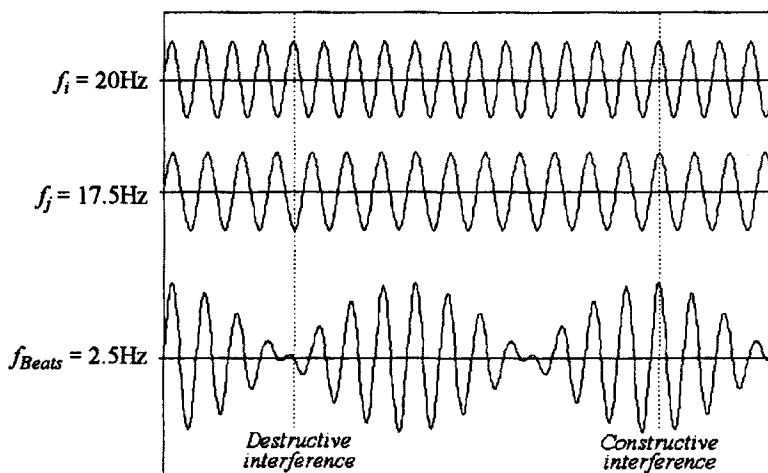 f_i = 20Hz
f_j = 17.5Hz
f_Beats = 2.5Hz
Destructive
interference
Constructive
interference